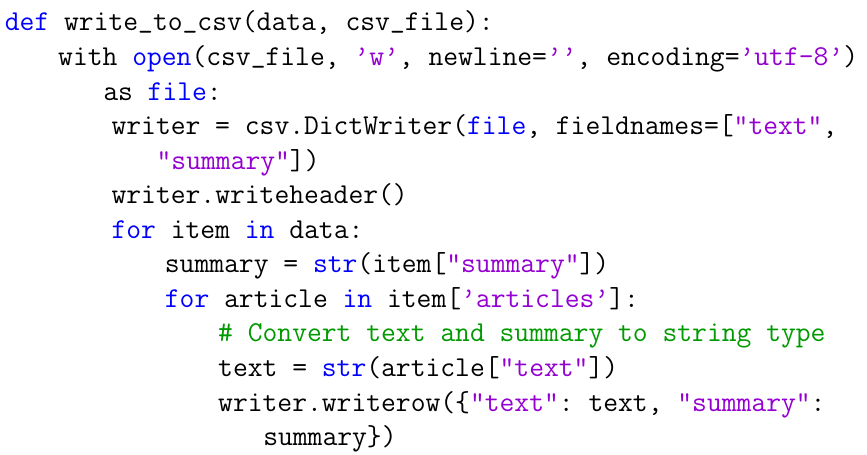 def write_to_csv(data, csv_file):
    with open(csv_file, ’w’, newline=’’, encoding=’utf-8’)
        as file:
        writer = csv.DictWriter(file, fieldnames=["text",
            "summary"])
        writer.writeheader()
        for item in data:
            summary = str(item["summary"])
            for article in item[’articles’]:
                # Convert text and summary to string type
                text = str(article["text"])
                writer.writerow({"text": text, "summary":
                    summary})